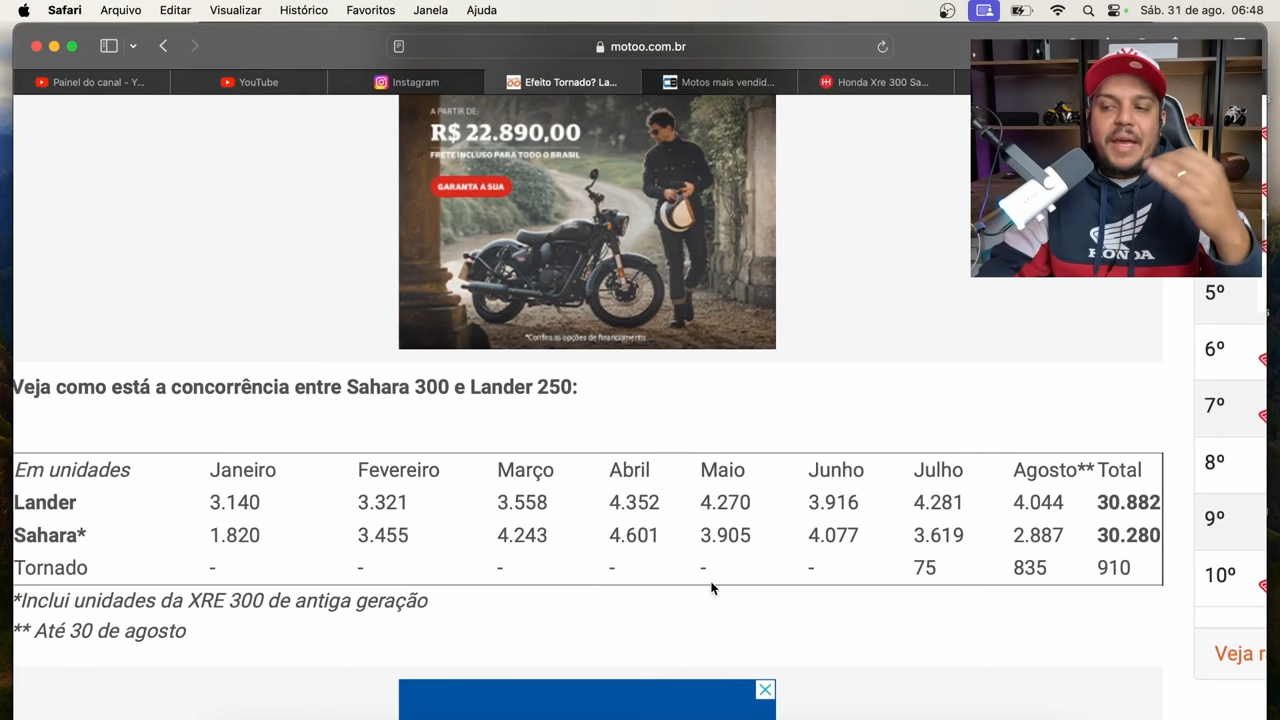 Safari Arquivo Editar Visualizar Histórico Favoritos Janela Ajuda Sáb. 31 de ago. 06:48
motoo.com.br
Painel do canal - Y... YouTube Instagram Efeito Tornado? La... Motos mais vendid... Honda Xre 300 Sa...
A PARTIR DE:
R$ 22.890,00
FRETE INCLUSO PARA TODO O BRASIL
GARANTA A SUA
*Confira as opções de financiamento.
HONDA
Veja como está a concorrência entre Sahara 300 e Lander 250:
Em unidades Janeiro Fevereiro Março Abril Maio Junho Julho Agosto** Total
Lander 3.140 3.321 3.558 4.352 4.270 3.916 4.281 4.044 30.882
Sahara* 1.820 3.455 4.243 4.601 3.905 4.077 3.619 2.887 30.280
Tornado - - - - - - 75 835 910
*Inclui unidades da XRE 300 de antiga geração
** Até 30 de agosto
5º
6º
7º
8º
9º
10º
Veja